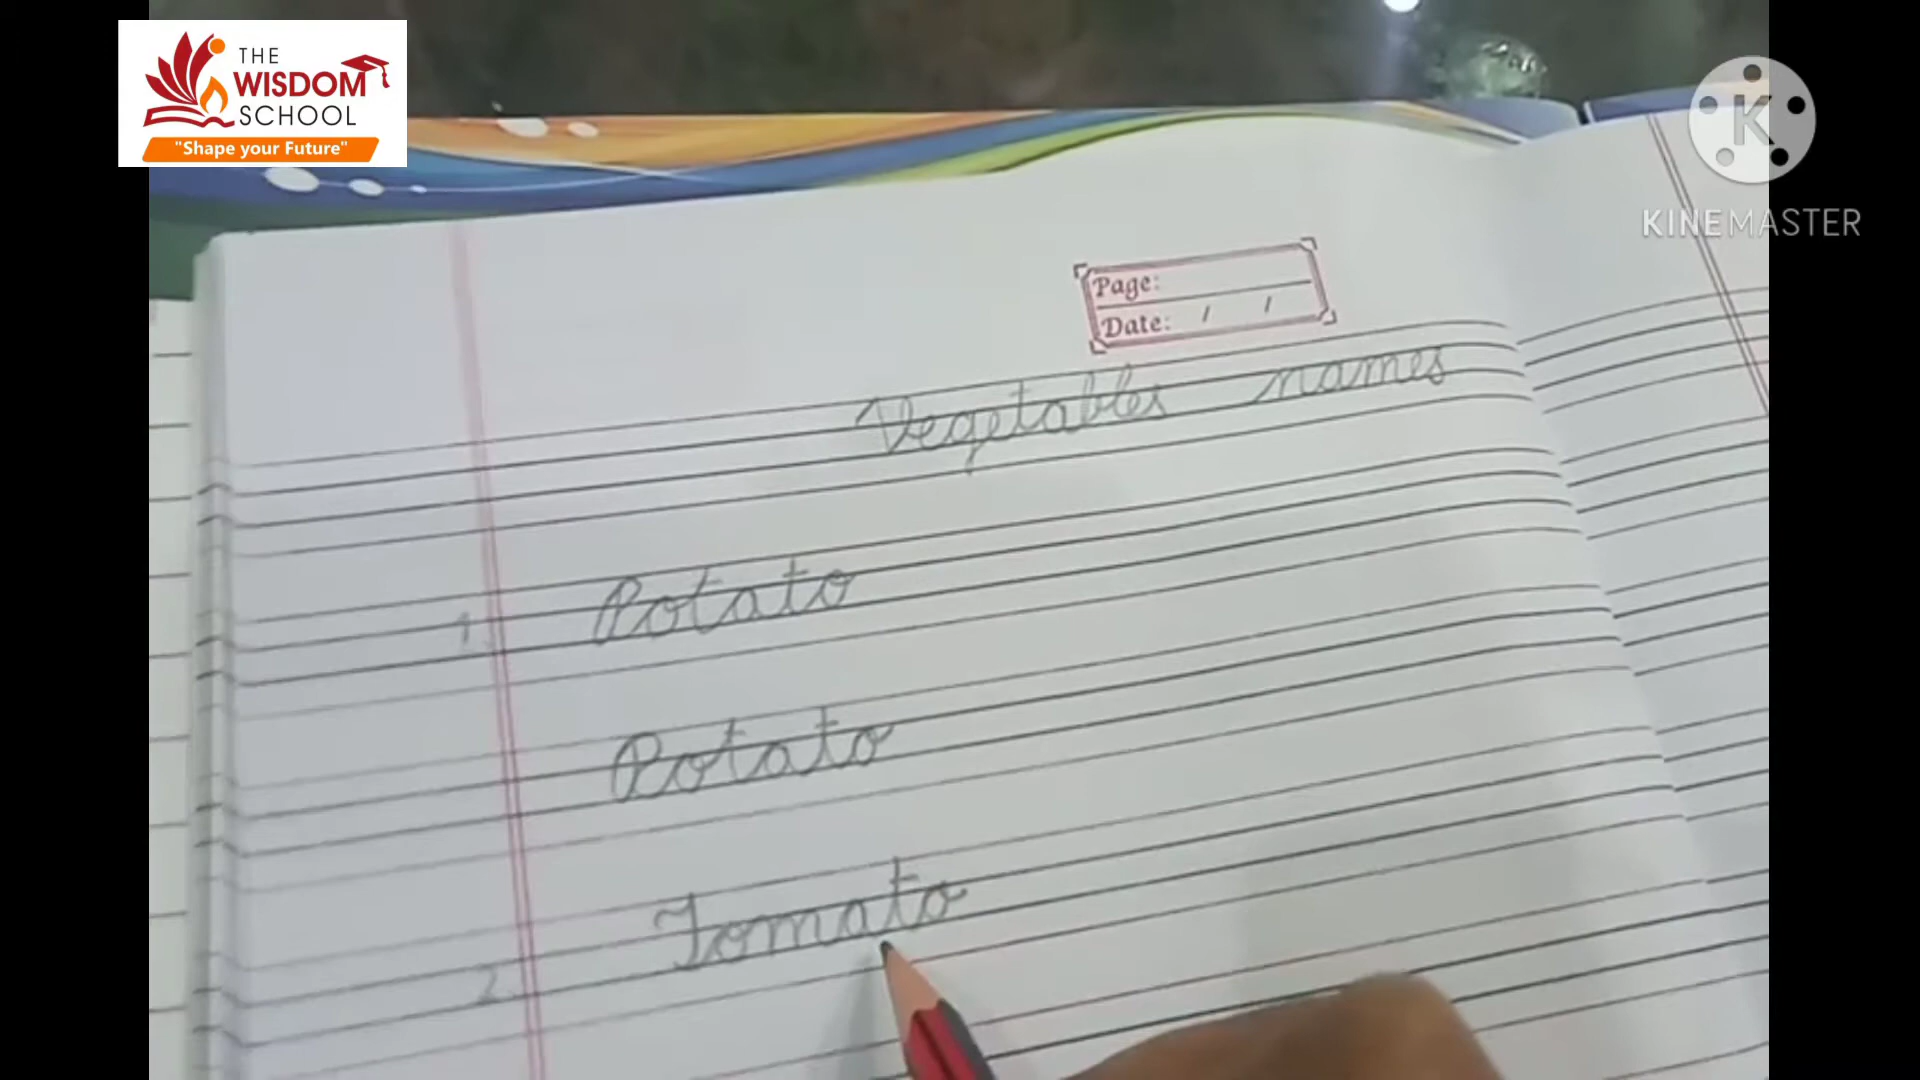 THE
WISDOM
SCHOOL
"Shape your Future"
K
KINEMASTER
Page:
Date: / /
Vegetables names
1. Potato
Potato
2. Tomato